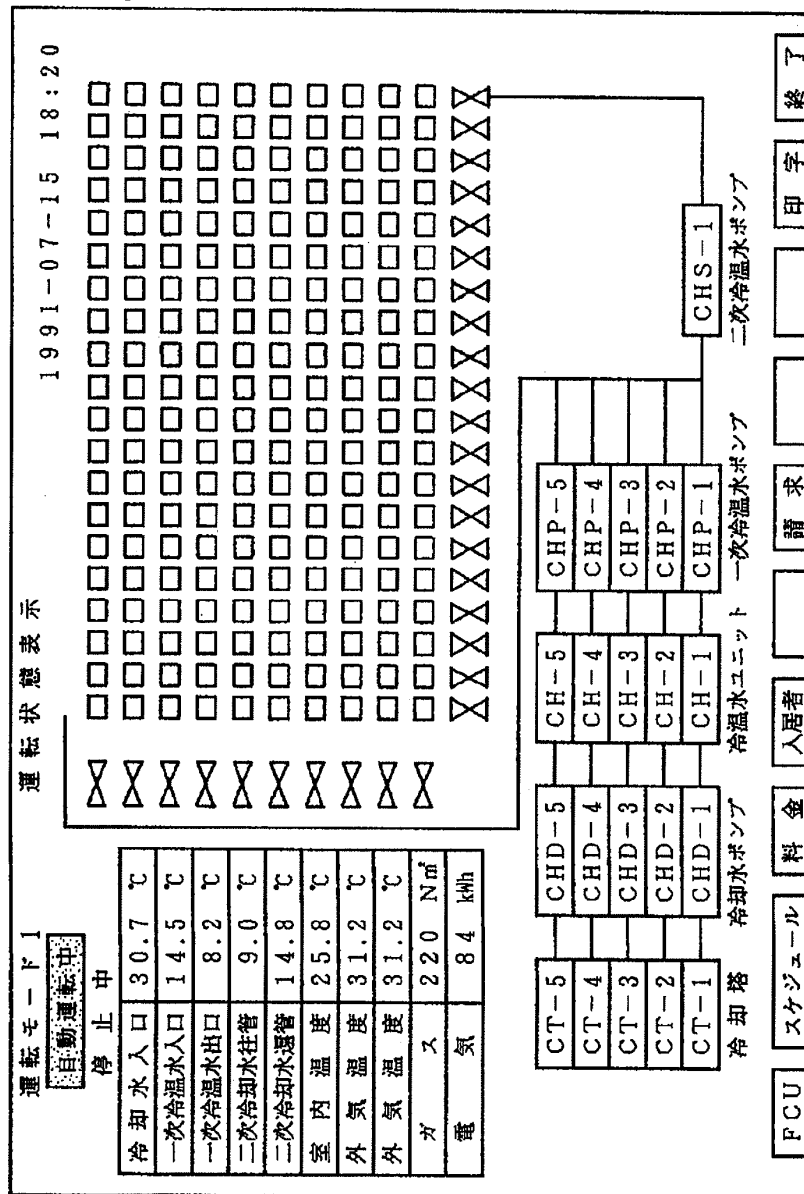 運転モード1 運転状態表示 1991-07-15 18:20
自動運転中
停止中
冷却水入口 30.7 ℃
一次冷温水入口 14.5 ℃
一次冷温水出口 8.2 ℃
二次冷却水往管 9.0 ℃
二次冷却水還管 14.8 ℃
室内温度 25.8 ℃
外気温度 31.2 ℃
外気温度 31.2 ℃
ガス 220 N㎥
電気 84 kWh
CT-5 CHD-5 CH-5 CHP-5
CT-4 CHD-4 CH-4 CHP-4
CT-3 CHD-3 CH-3 CHP-3
CT-2 CHD-2 CH-2 CHP-2
CT-1 CHD-1 CH-1 CHP-1 CHS-1
冷却塔 冷却水ポンプ 冷温水ユニット 一次冷温水ポンプ 二次冷温水ポンプ
FCU スケジュール 料金 入居者 請求 印字 終了